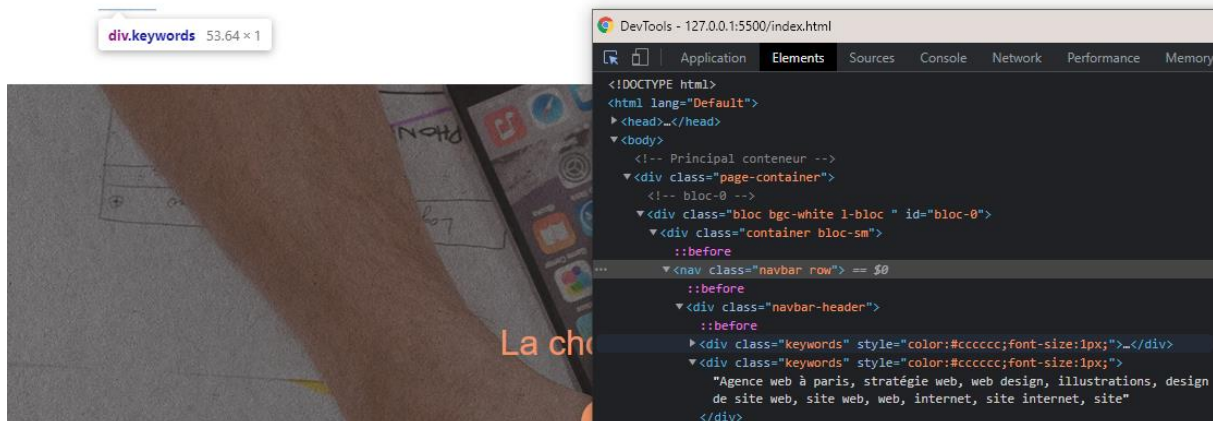 div.keywords 53.64 × 1
DevTools - 127.0.0.1:5500/index.html
Application Elements Sources Console Network Performance Memory
<!DOCTYPE html>
<html lang="Default">
▶<head>…</head>
▼<body>
<!-- Principal conteneur -->
▼<div class="page-container">
<!-- bloc-0 -->
▼<div class="bloc bgc-white l-bloc " id="bloc-0">
▼<div class="container bloc-sm">
::before
… ▼<nav class="navbar row"> == $0
::before
▼<div class="navbar-header">
::before
▶<div class="keywords" style="color:#cccccc;font-size:1px;">…</div>
▼<div class="keywords" style="color:#cccccc;font-size:1px;">
"Agence web à paris, stratégie web, web design, illustrations, design
de site web, site web, web, internet, site internet, site"
</div>
La cho